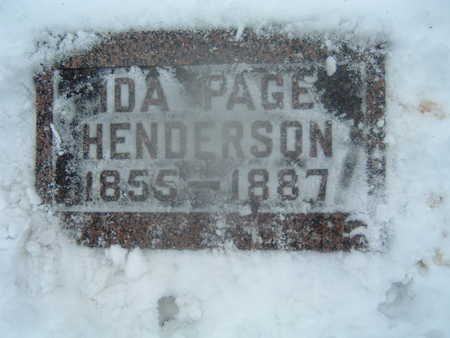 IDA PAGE
HENDERSON
1855-1887